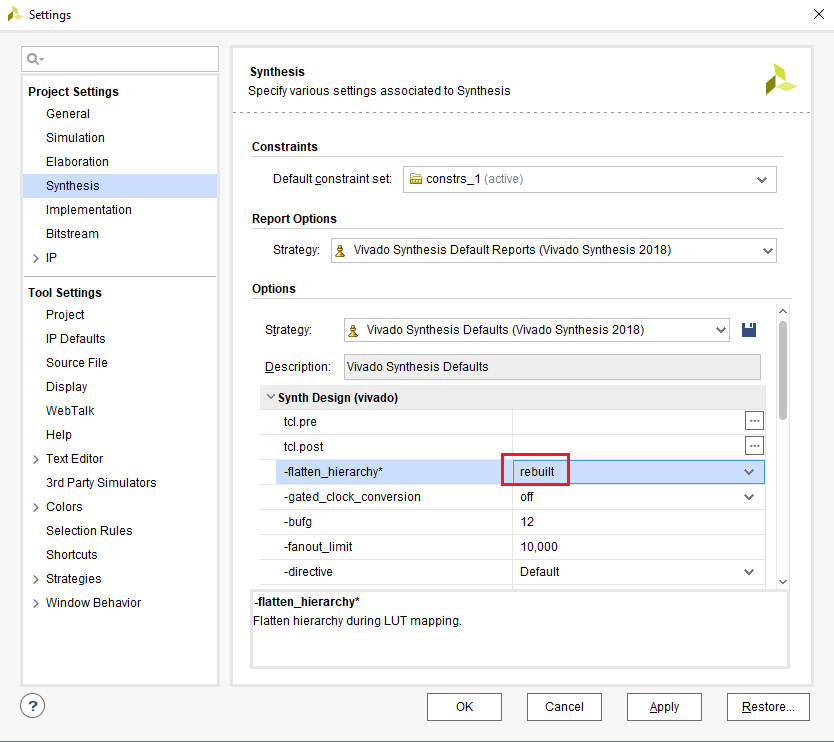 Settings
Project Settings
General
Simulation
Elaboration
Synthesis
Implementation
Bitstream
IP
Tool Settings
Project
IP Defaults
Source File
Display
WebTalk
Help
Text Editor
3rd Party Simulators
Colors
Selection Rules
Shortcuts
Strategies
Window Behavior
Synthesis
Specify various settings associated to Synthesis
Constraints
Default constraint set: constrs_1 (active)
Report Options
Strategy: Vivado Synthesis Default Reports (Vivado Synthesis 2018)
Options
Strategy: Vivado Synthesis Defaults (Vivado Synthesis 2018)
Description: Vivado Synthesis Defaults
Synth Design (vivado)
tcl.pre ...
tcl.post ...
-flatten_hierarchy* rebuilt
-gated_clock_conversion off
-bufg 12
-fanout_limit 10,000
-directive Default
-flatten_hierarchy*
Flatten hierarchy during LUT mapping.
? OK Cancel Apply Restore...